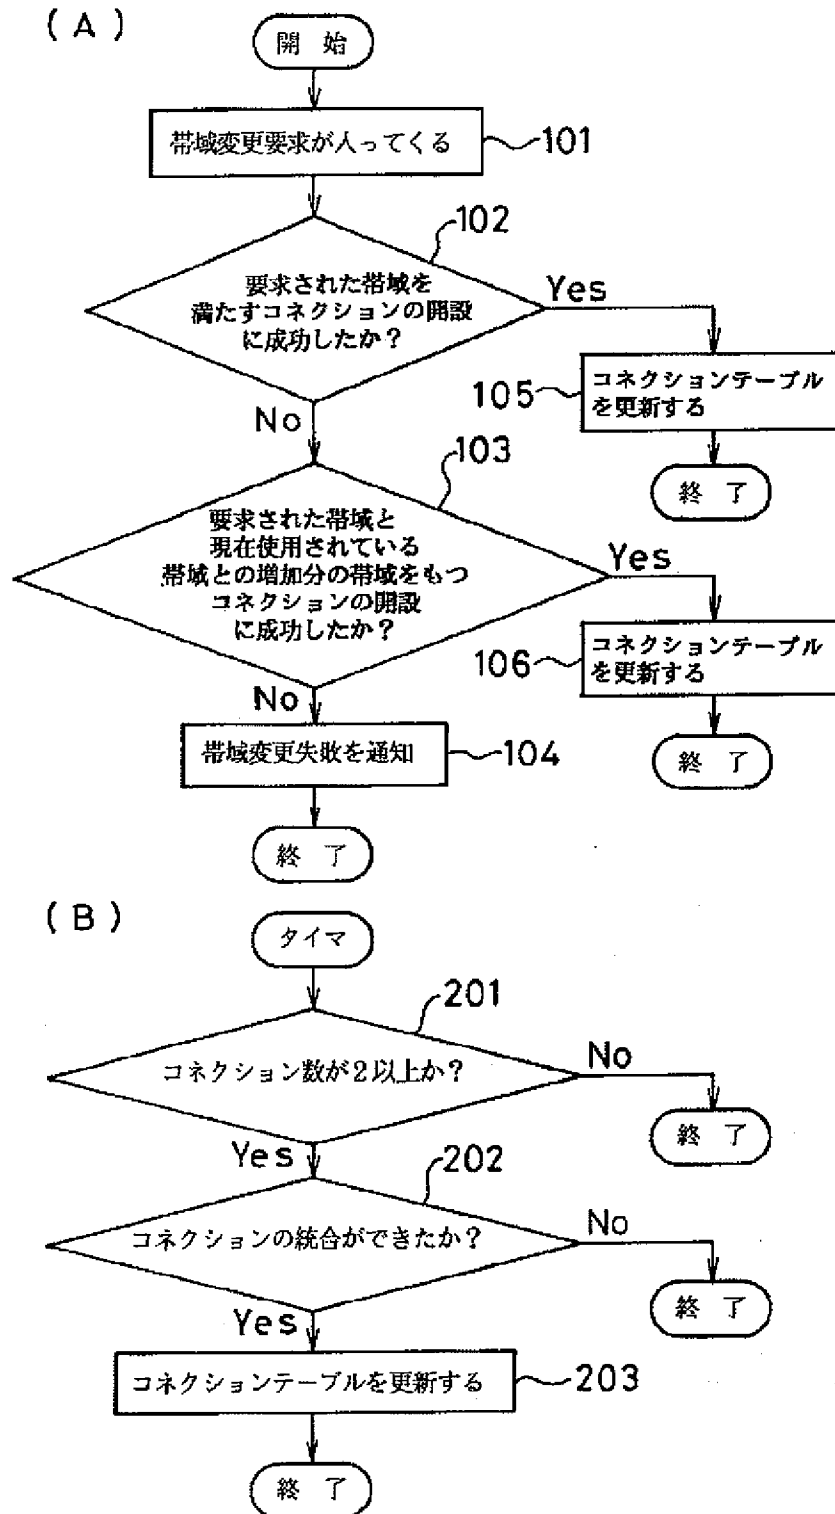 (A)
開 始
帯域変更要求が入ってくる
101
102
要求された帯域を
満たすコネクションの開設
に成功したか?
Yes
105
コネクションテーブル
を更新する
No
終 了
103
要求された帯域と
現在使用されている
帯域との増加分の帯域をもつ
コネクションの開設
に成功したか?
Yes
106
コネクションテーブル
を更新する
No
終 了
帯域変更失敗を通知
104
終 了
(B)
タイマ
201
コネクション数が2以上か?
No
終 了
Yes
202
コネクションの統合ができたか?
No
終 了
Yes
コネクションテーブルを更新する
203
終 了